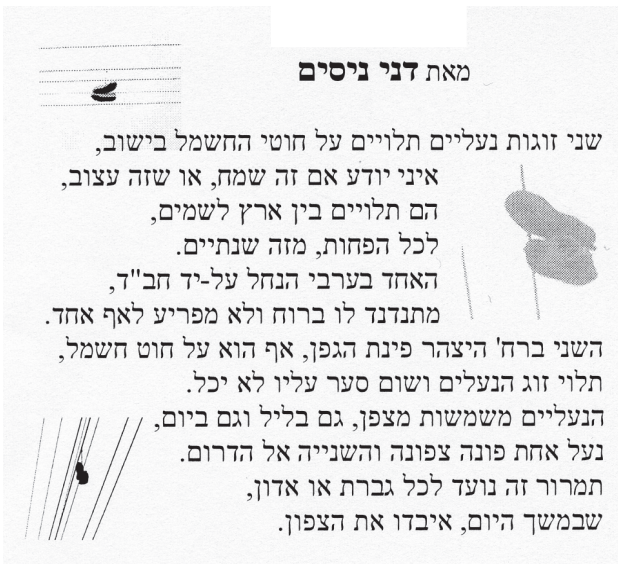 מאת דני ניסים
שני זוגות נעליים תלויים על חוטי החשמל בישוב,
איני יודע אם זה שמח, או שזה עצוב,
הם תלויים בין ארץ לשמים,
לכל הפחות, מזה שנתיים.
האחד בערבי הנחל על-יד חב"ד,
מתנדנד לו ברוח ולא מפריע לאף אחד.
השני ברח' היצהר פינת הגפן, אף הוא על חוט חשמל,
תלוי זוג הנעלים ושום סער עליו לא יכל.
הנעליים משמשות מצפן, גם בליל וגם ביום,
נעל אחת פונה צפונה והשנייה אל הדרום.
תמרור זה נועד לכל גברת או אדון,
שבמשך היום, איבדו את הצפון.